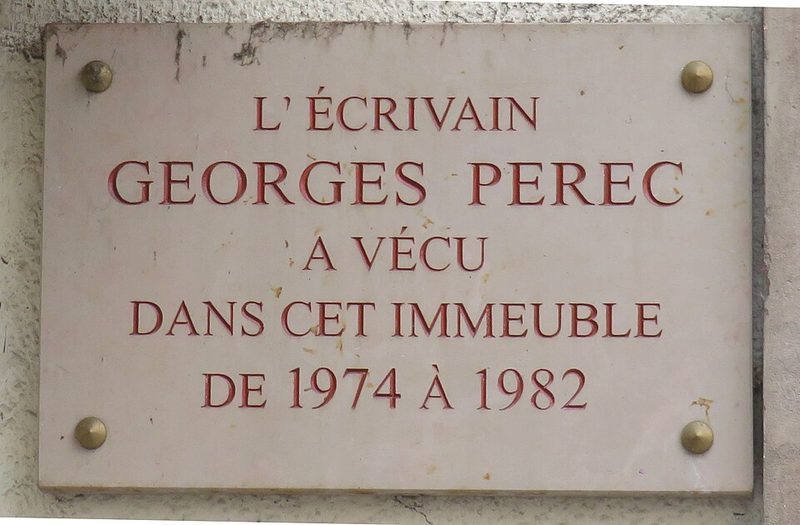 L' ÉCRIVAIN
GEORGES PEREC
A VÉCU
DANS CET IMMEUBLE
DE 1974 À 1982